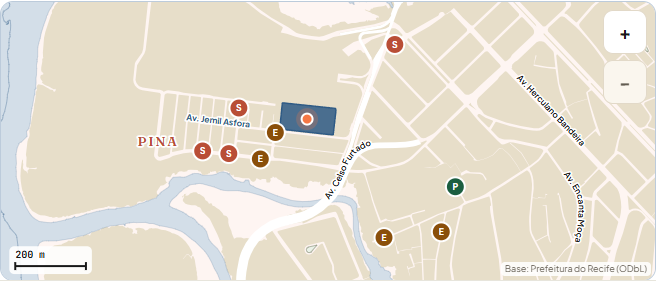 S
+
−
Av. Herculano Bandeira
S
Av. Jemil Asfora
E
PINA
S
S
E
Av. Celso Furtado
P
Av. Encanta Moça
E
E
200 m
Base: Prefeitura do Recife (ODbL)